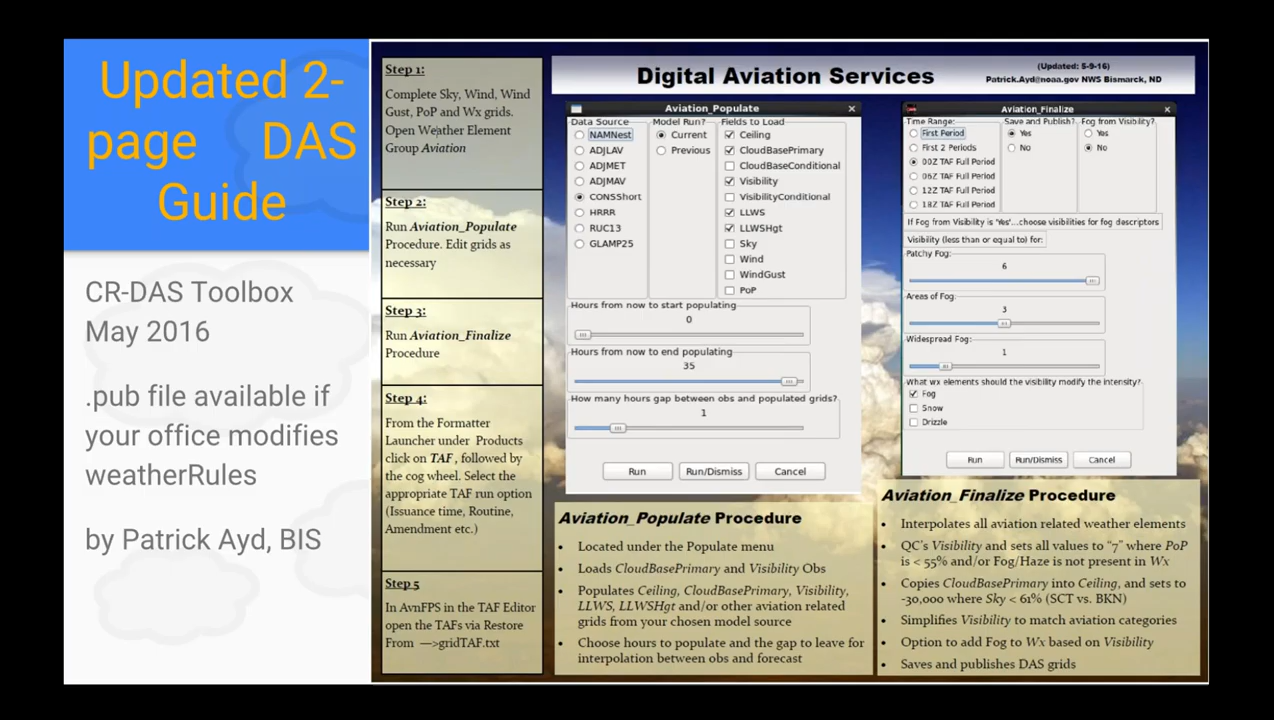 Updated 2-
page DAS
Guide
CR-DAS Toolbox
May 2016
.pub file available if
your office modifies
weatherRules
by Patrick Ayd, BIS
Step 1:
Complete Sky, Wind, Wind
Gust, PoP and Wx grids.
Open Weather Element
Group Aviation
Step 2:
Run Aviation_Populate
Procedure. Edit grids as
necessary
Step 3:
Run Aviation_Finalize
Procedure
Step 4:
From the Formatter
Launcher under Products
click on TAF, followed by
the cog wheel. Select the
appropriate TAF run option
(Issuance time, Routine,
Amendment etc.)
Step 5
In AvnFPS in the TAF Editor
open the TAFs via Restore
From —>gridTAF.txt
Digital Aviation Services
(Updated: 5-9-16)
Patrick.Ayd@noaa.gov NWS Bismarck, ND
Aviation_Populate
Data Source
NAMNest
ADJLAV
ADJMET
ADJMAV
CONSShort
HRRR
RUC13
GLAMP25
Model Run?
Current
Previous
Fields to Load
Ceiling
CloudBasePrimary
CloudBaseConditional
Visibility
VisibilityConditional
LLWS
LLWSHgt
Sky
Wind
WindGust
PoP
Hours from now to start populating
0
Hours from now to end populating
35
How many hours gap between obs and populated grids?
1
Run
Run/Dismiss
Cancel
Aviation_Finalize
Time Range:
First Period
First 2 Periods
00Z TAF Full Period
06Z TAF Full Period
12Z TAF Full Period
18Z TAF Full Period
Save and Publish?
Yes
No
Fog from Visibility?
Yes
No
If Fog from Visibility is 'Yes'...choose visibilities for fog descriptors
Visibility (less than or equal to) for:
Patchy Fog:
6
Areas of Fog:
3
Widespread Fog:
1
What wx elements should the visibility modify the intensity?
Fog
Snow
Drizzle
Run
Run/Dismiss
Cancel
Aviation_Populate Procedure
• Located under the Populate menu
• Loads CloudBasePrimary and Visibility Obs
• Populates Ceiling, CloudBasePrimary, Visibility,
LLWS, LLWSHgt and/or other aviation related
grids from your chosen model source
• Choose hours to populate and the gap to leave for
interpolation between obs and forecast
Aviation_Finalize Procedure
• Interpolates all aviation related weather elements
• QC's Visibility and sets all values to "7" where PoP
is < 55% and/or Fog/Haze is not present in Wx
• Copies CloudBasePrimary into Ceiling, and sets to
-30,000 where Sky < 61% (SCT vs. BKN)
• Simplifies Visibility to match aviation categories
• Option to add Fog to Wx based on Visibility
• Saves and publishes DAS grids